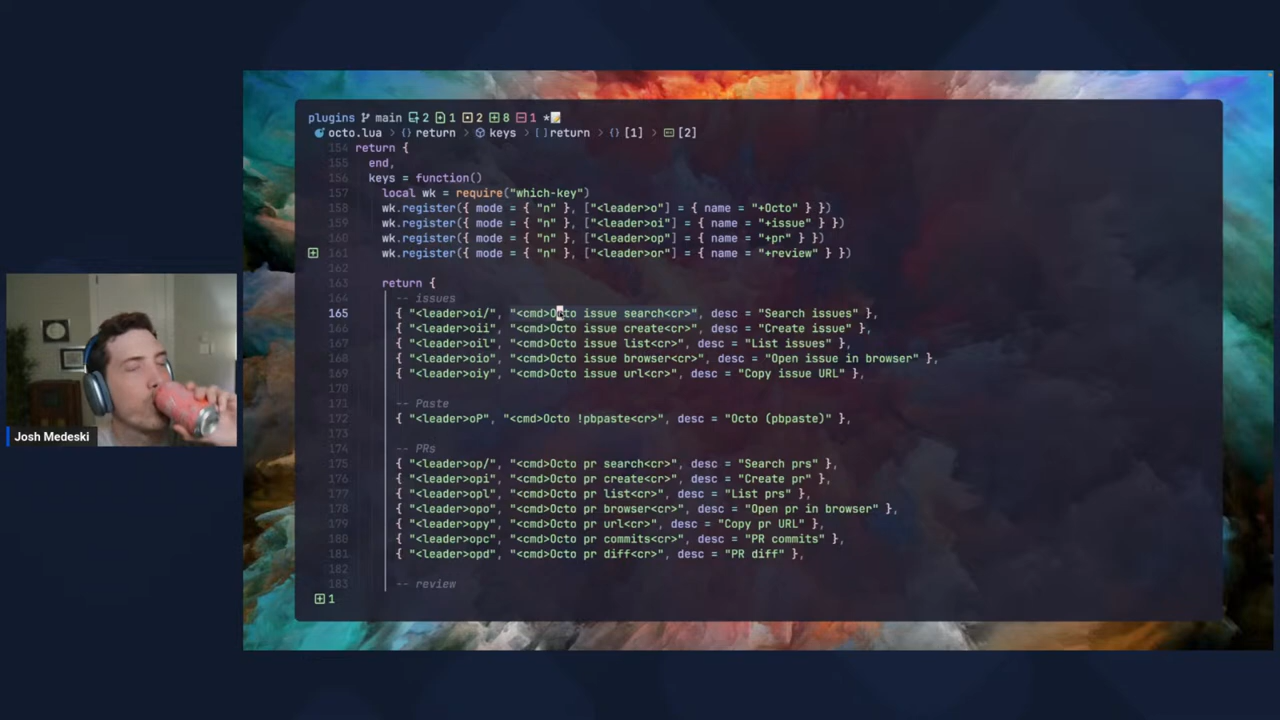 plugins main 2 1 2 8 1
octo.lua > {} return > keys > [] return > {} [1] > [2]
154 return {
155 end,
156 keys = function()
157 local wk = require("which-key")
158 wk.register({ mode = { "n" }, ["<leader>o"] = { name = "+Octo" } })
159 wk.register({ mode = { "n" }, ["<leader>oi"] = { name = "+issue" } })
160 wk.register({ mode = { "n" }, ["<leader>op"] = { name = "+pr" } })
161 wk.register({ mode = { "n" }, ["<leader>or"] = { name = "+review" } })
162
163 return {
164 -- issues
165 { "<leader>oi/", "<cmd>Octo issue search<cr>", desc = "Search issues" },
166 { "<leader>oii", "<cmd>Octo issue create<cr>", desc = "Create issue" },
167 { "<leader>oil", "<cmd>Octo issue list<cr>", desc = "List issues" },
168 { "<leader>oio", "<cmd>Octo issue browser<cr>", desc = "Open issue in browser" },
169 { "<leader>oiy", "<cmd>Octo issue url<cr>", desc = "Copy issue URL" },
170
171 -- Paste
172 { "<leader>oP", "<cmd>Octo !pbpaste<cr>", desc = "Octo (pbpaste)" },
173
174 -- PRs
175 { "<leader>op/", "<cmd>Octo pr search<cr>", desc = "Search prs" },
176 { "<leader>opi", "<cmd>Octo pr create<cr>", desc = "Create pr" },
177 { "<leader>opl", "<cmd>Octo pr list<cr>", desc = "List prs" },
178 { "<leader>opo", "<cmd>Octo pr browser<cr>", desc = "Open pr in browser" },
179 { "<leader>opy", "<cmd>Octo pr url<cr>", desc = "Copy pr URL" },
180 { "<leader>opc", "<cmd>Octo pr commits<cr>", desc = "PR commits" },
181 { "<leader>opd", "<cmd>Octo pr diff<cr>", desc = "PR diff" },
182
183 -- review
1
Josh Medeski